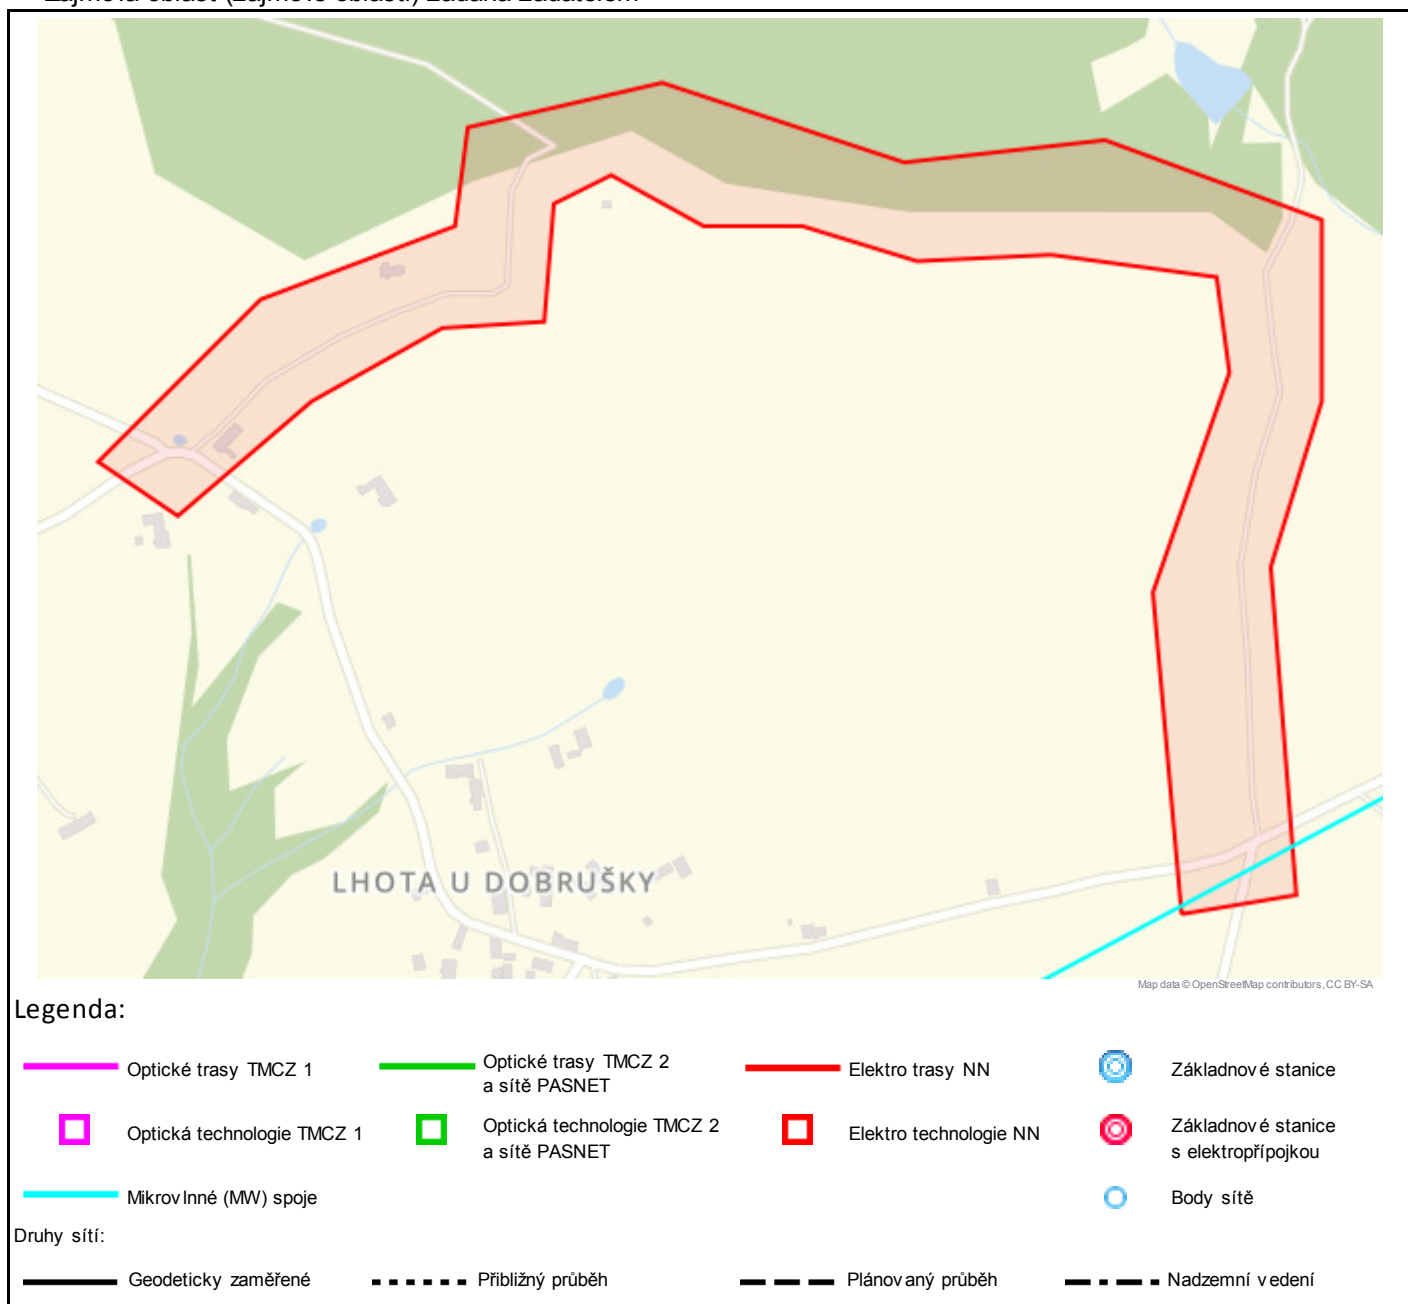 LHOTA U DOBRUŠKY
Map data © OpenStreetMap contributors, CC BY-SA
Legenda:
Optické trasy TMCZ 1
Optické trasy TMCZ 2
a sítě PASNET
Elektro trasy NN
Základnové stanice
Optická technologie TMCZ 1
Optická technologie TMCZ 2
a sítě PASNET
Elektro technologie NN
Základnové stanice
s elektropřípojkou
Mikrovlnné (MW) spoje
Body sítě
Druhy sítí:
Geodeticky zaměřené
Přibližný průběh
Plánovaný průběh
Nadzemní vedení